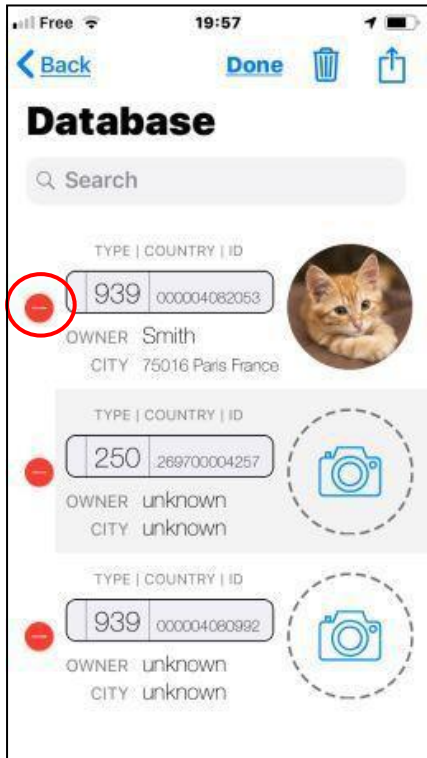 Free 19:57
Back Done
Database
Search
TYPE | COUNTRY | ID
939 000004082053
OWNER Smith
CITY 75016 Paris France
TYPE | COUNTRY | ID
250 269700004257
OWNER unknown
CITY unknown
TYPE | COUNTRY | ID
939 000004080992
OWNER unknown
CITY unknown